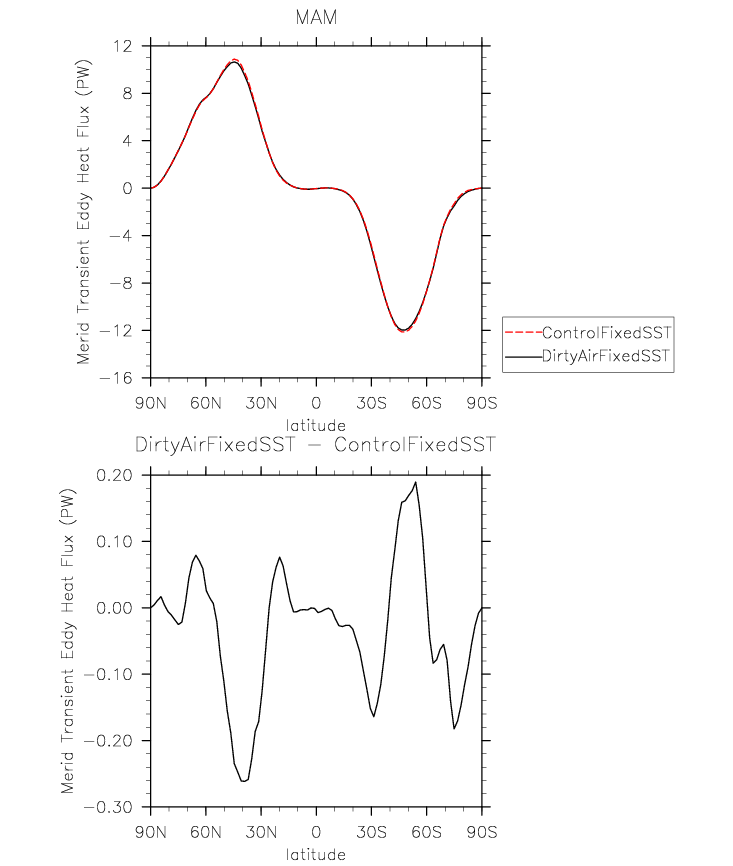 MAM
Merid Transient Eddy Heat Flux (PW)
12
8
4
0
−4
−8
−12
−16
90N 60N 30N 0 30S 60S 90S
latitude
ControlFixedSST
DirtyAirFixedSST
DirtyAirFixedSST − ControlFixedSST
Merid Transient Eddy Heat Flux (PW)
0.20
0.10
0.00
−0.10
−0.20
−0.30
90N 60N 30N 0 30S 60S 90S
latitude